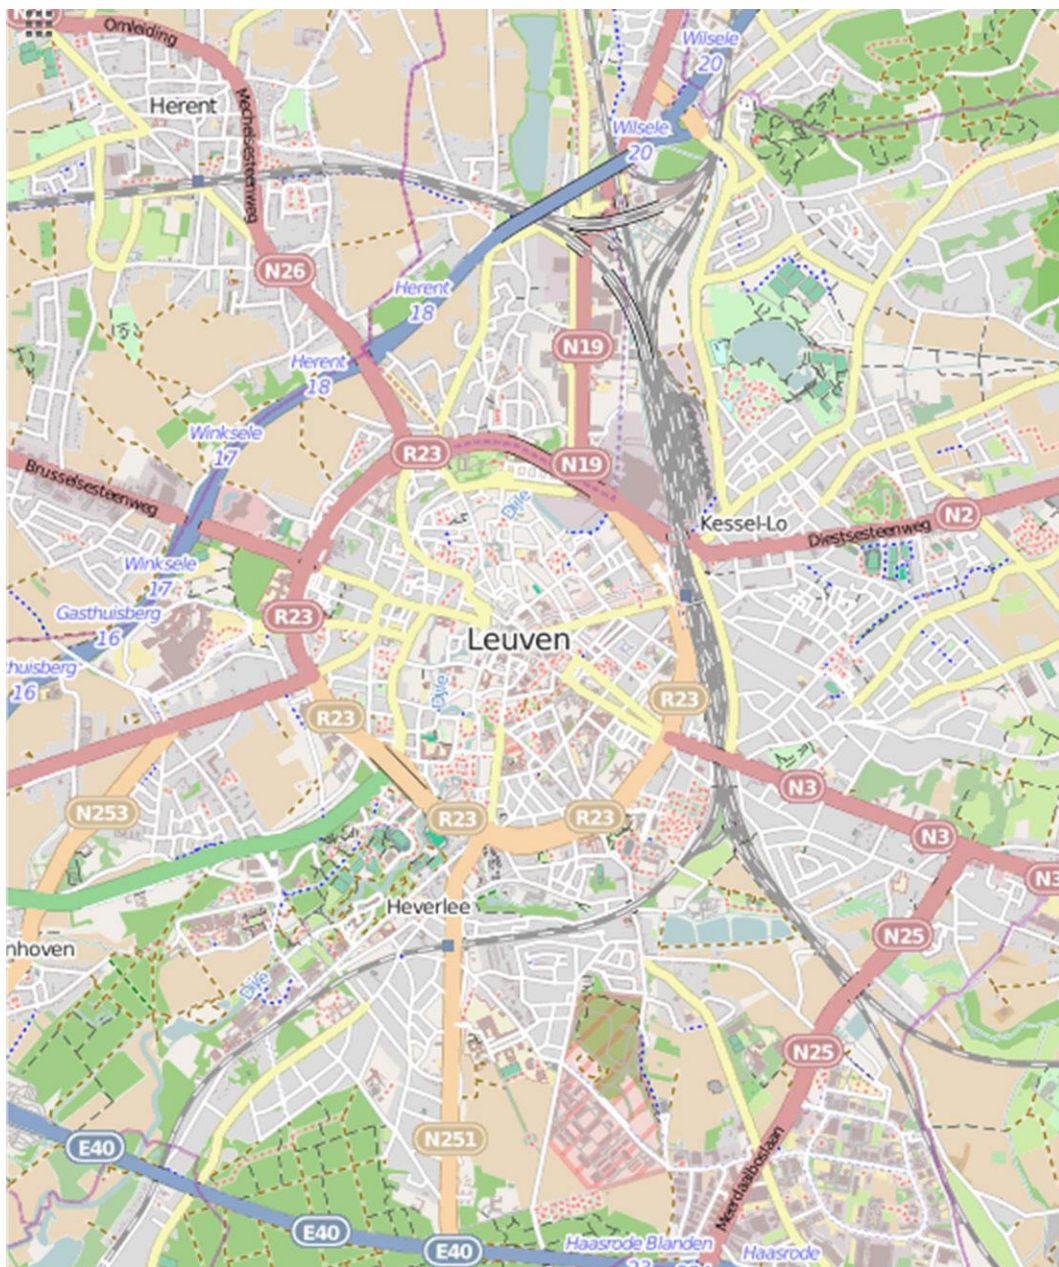 Omleiding
Wilsele
20
Herent
Mechelsesteenweg
Wilsele
20
N26
Herent
18
N19
Herent
18
Winksele
17
R23
N19
Brusselsesteenweg
Dijle
Kessel-Lo
N2
Diestsesteenweg
Winksele
17
Gasthuisberg
16
R23
Leuven
thuisberg
16
Dijle
R23
R23
N3
N253
R23
R23
N3
N3
Heverlee
N25
nhoven
Dijle
N25
N251
E40
Meerdaalboslaan
E40
E40
Haasrode Blanden
Haasrode
23